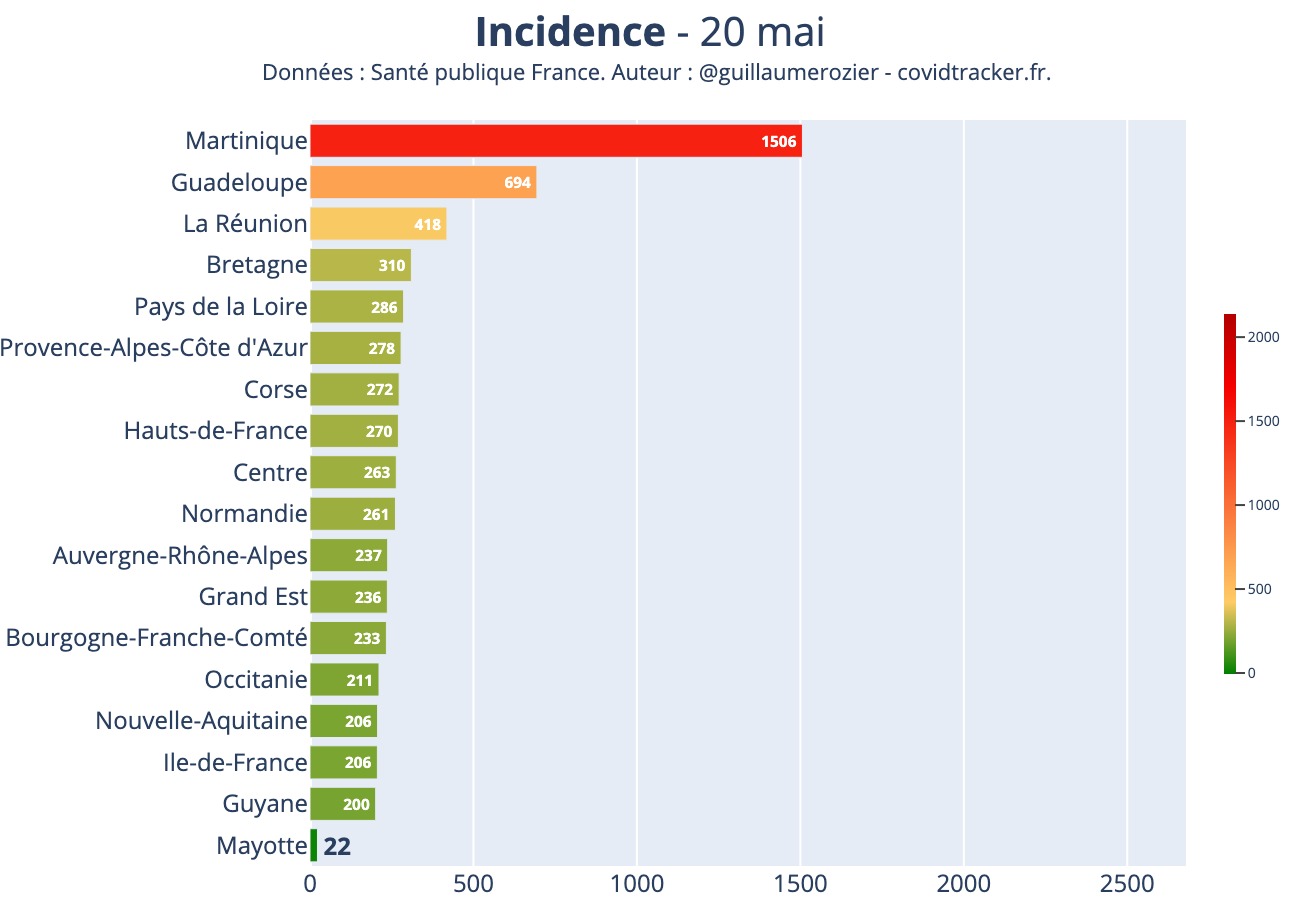 Incidence - 20 mai
Données : Santé publique France. Auteur : @guillaumerozier - covidtracker.fr.
Martinique 1506
Guadeloupe 694
La Réunion 418
Bretagne 310
Pays de la Loire 286
Provence-Alpes-Côte d'Azur 278
Corse 272
Hauts-de-France 270
Centre 263
Normandie 261
Auvergne-Rhône-Alpes 237
Grand Est 236
Bourgogne-Franche-Comté 233
Occitanie 211
Nouvelle-Aquitaine 206
Ile-de-France 206
Guyane 200
Mayotte 22
0 500 1000 1500 2000 2500
2000
1500
1000
500
0